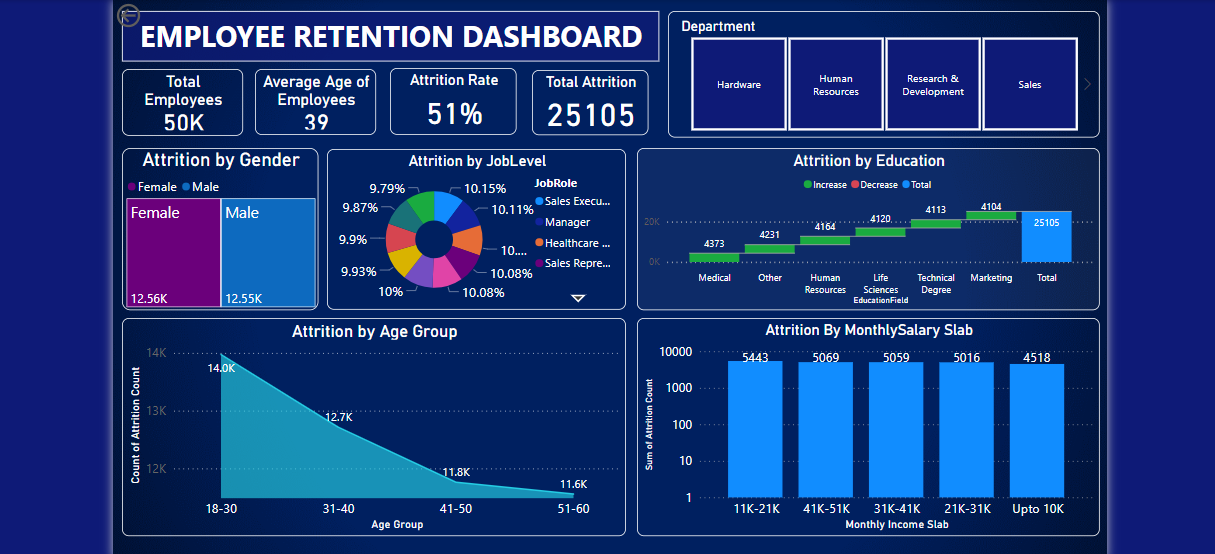 EMPLOYEE RETENTION DASHBOARD
Total
Employees
50K
Average Age of
Employees
39
Attrition Rate
51%
Total Attrition
25105
Department
Hardware
Human
Resources
Research &
Development
Sales
Attrition by Gender
Female Male
Female
Male
12.56K
12.55K
Attrition by JobLevel
9.79%
10.15%
9.87%
10.11%
9.9%
10....
9.93%
10.08%
10%
10.08%
JobRole
Sales Execu...
Manager
Healthcare ...
Sales Repre...
Attrition by Education
Increase Decrease Total
20K
0K
4373
4231
4164
4120
4113
4104
25105
Medical
Other
Human
Resources
Life
Sciences
Technical
Degree
Marketing
Total
EducationField
Attrition by Age Group
Count of Attrition Count
14K
13K
12K
14.0K
12.7K
11.8K
11.6K
18-30
31-40
41-50
51-60
Age Group
Attrition By MonthlySalary Slab
Sum of Attrition Count
10000
1000
100
10
1
5443
5069
5059
5016
4518
11K-21K
41K-51K
31K-41K
21K-31K
Upto 10K
Monthly Income Slab